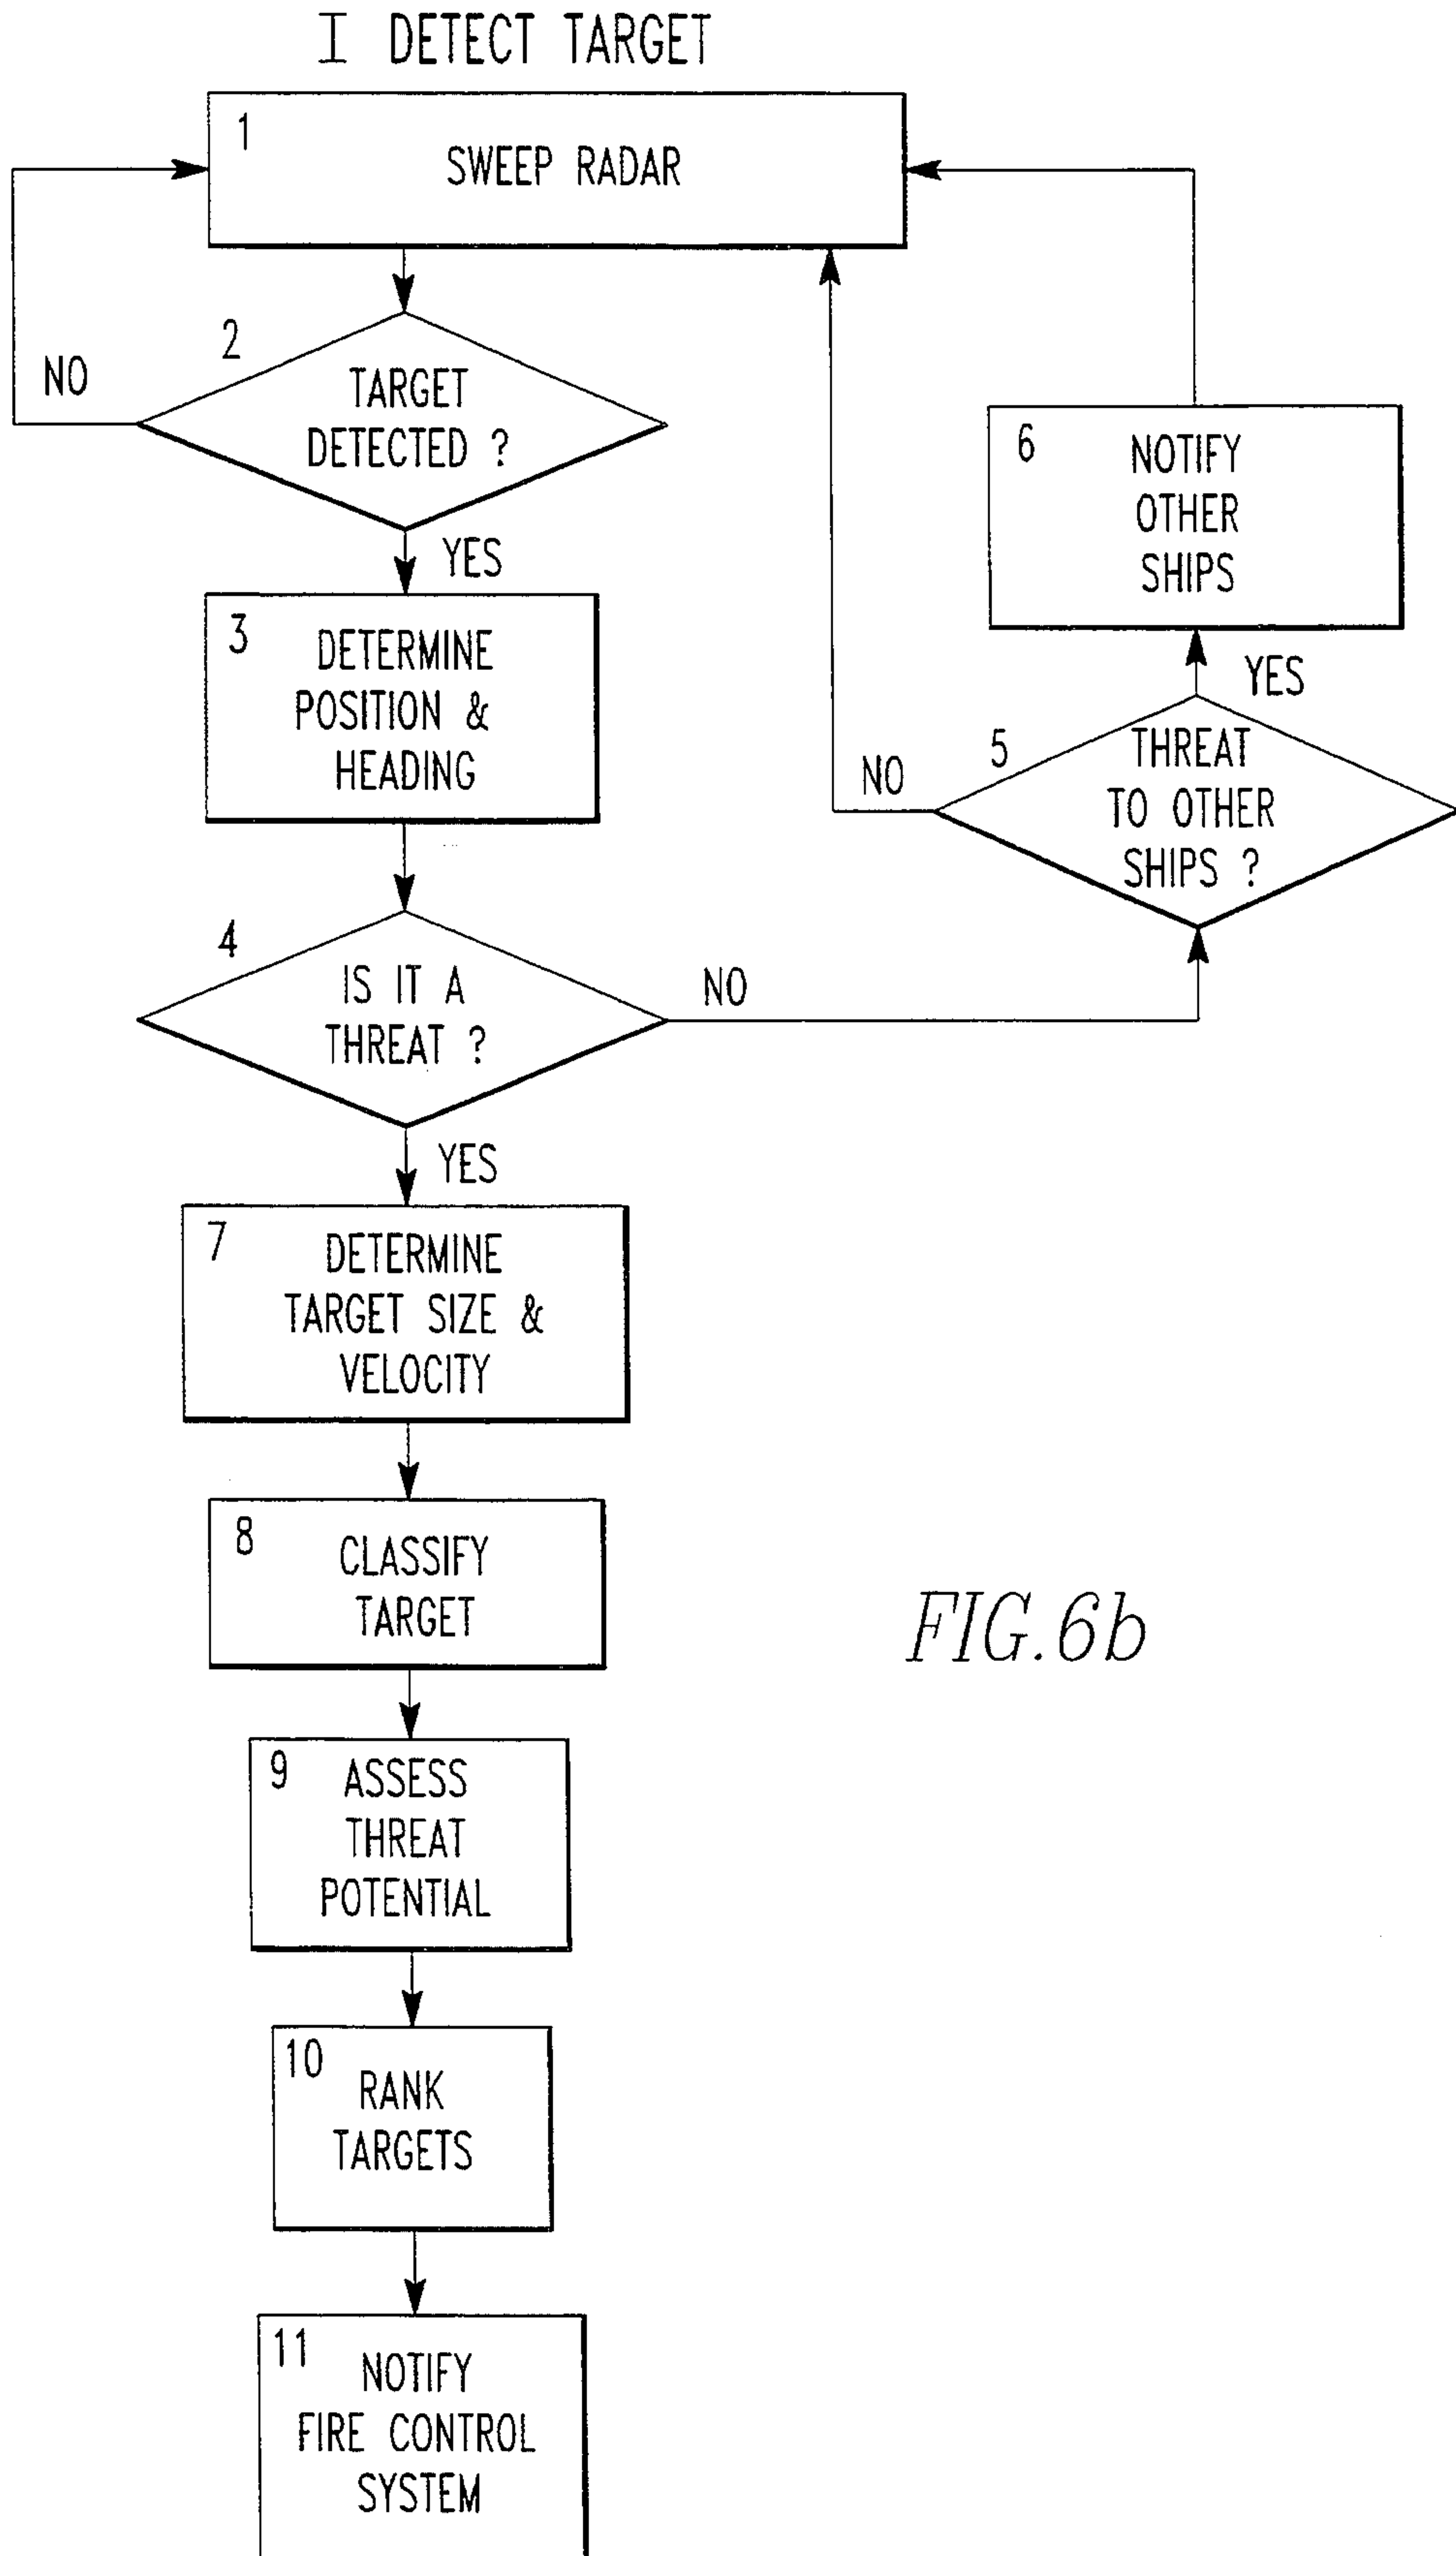 I DETECT TARGET
1
SWEEP RADAR
2
TARGET
DETECTED ?
NO
YES
3
DETERMINE
POSITION &
HEADING
4
IS IT A
THREAT ?
NO
YES
5
THREAT
TO OTHER
SHIPS ?
NO
YES
6
NOTIFY
OTHER
SHIPS
7
DETERMINE
TARGET SIZE &
VELOCITY
8
CLASSIFY
TARGET
9
ASSESS
THREAT
POTENTIAL
10
RANK
TARGETS
11
NOTIFY
FIRE CONTROL
SYSTEM
FIG.6b